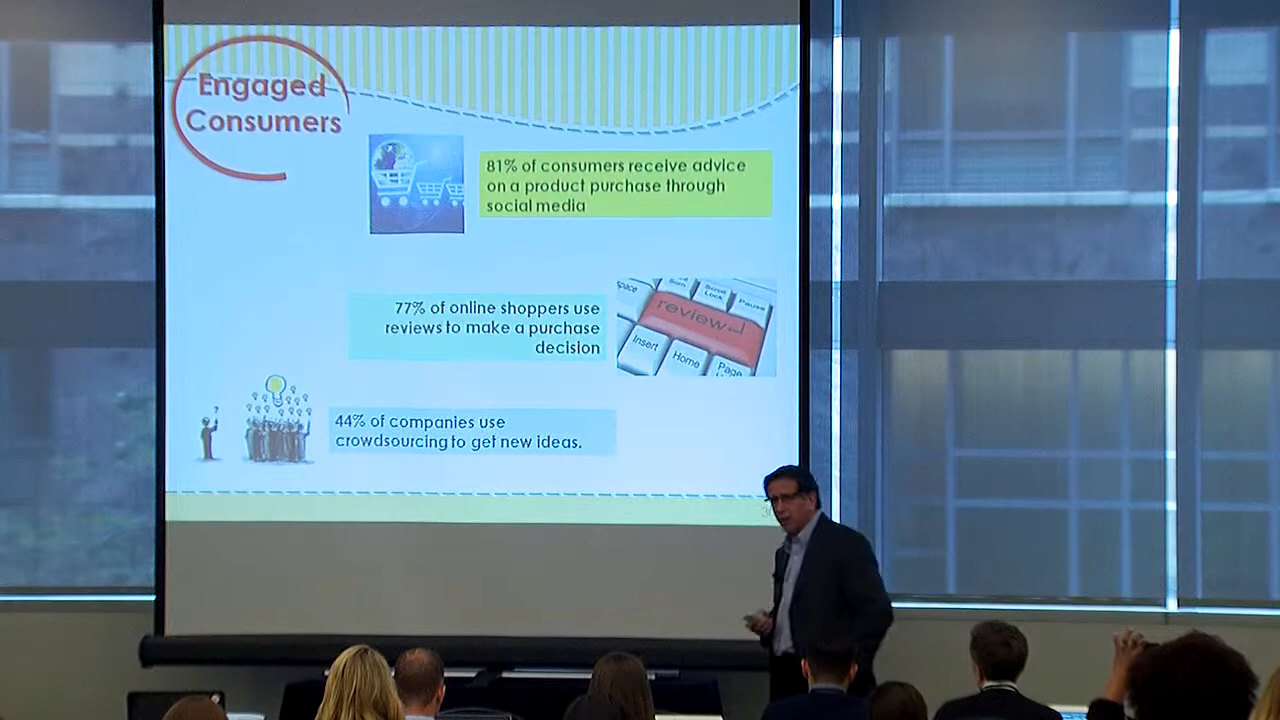 Engaged
Consumers
81% of consumers receive advice
on a product purchase through
social media
77% of online shoppers use
reviews to make a purchase
decision
space
Scroll
Lock
Pause
review
Insert
Home
Page
44% of companies use
crowdsourcing to get new ideas.